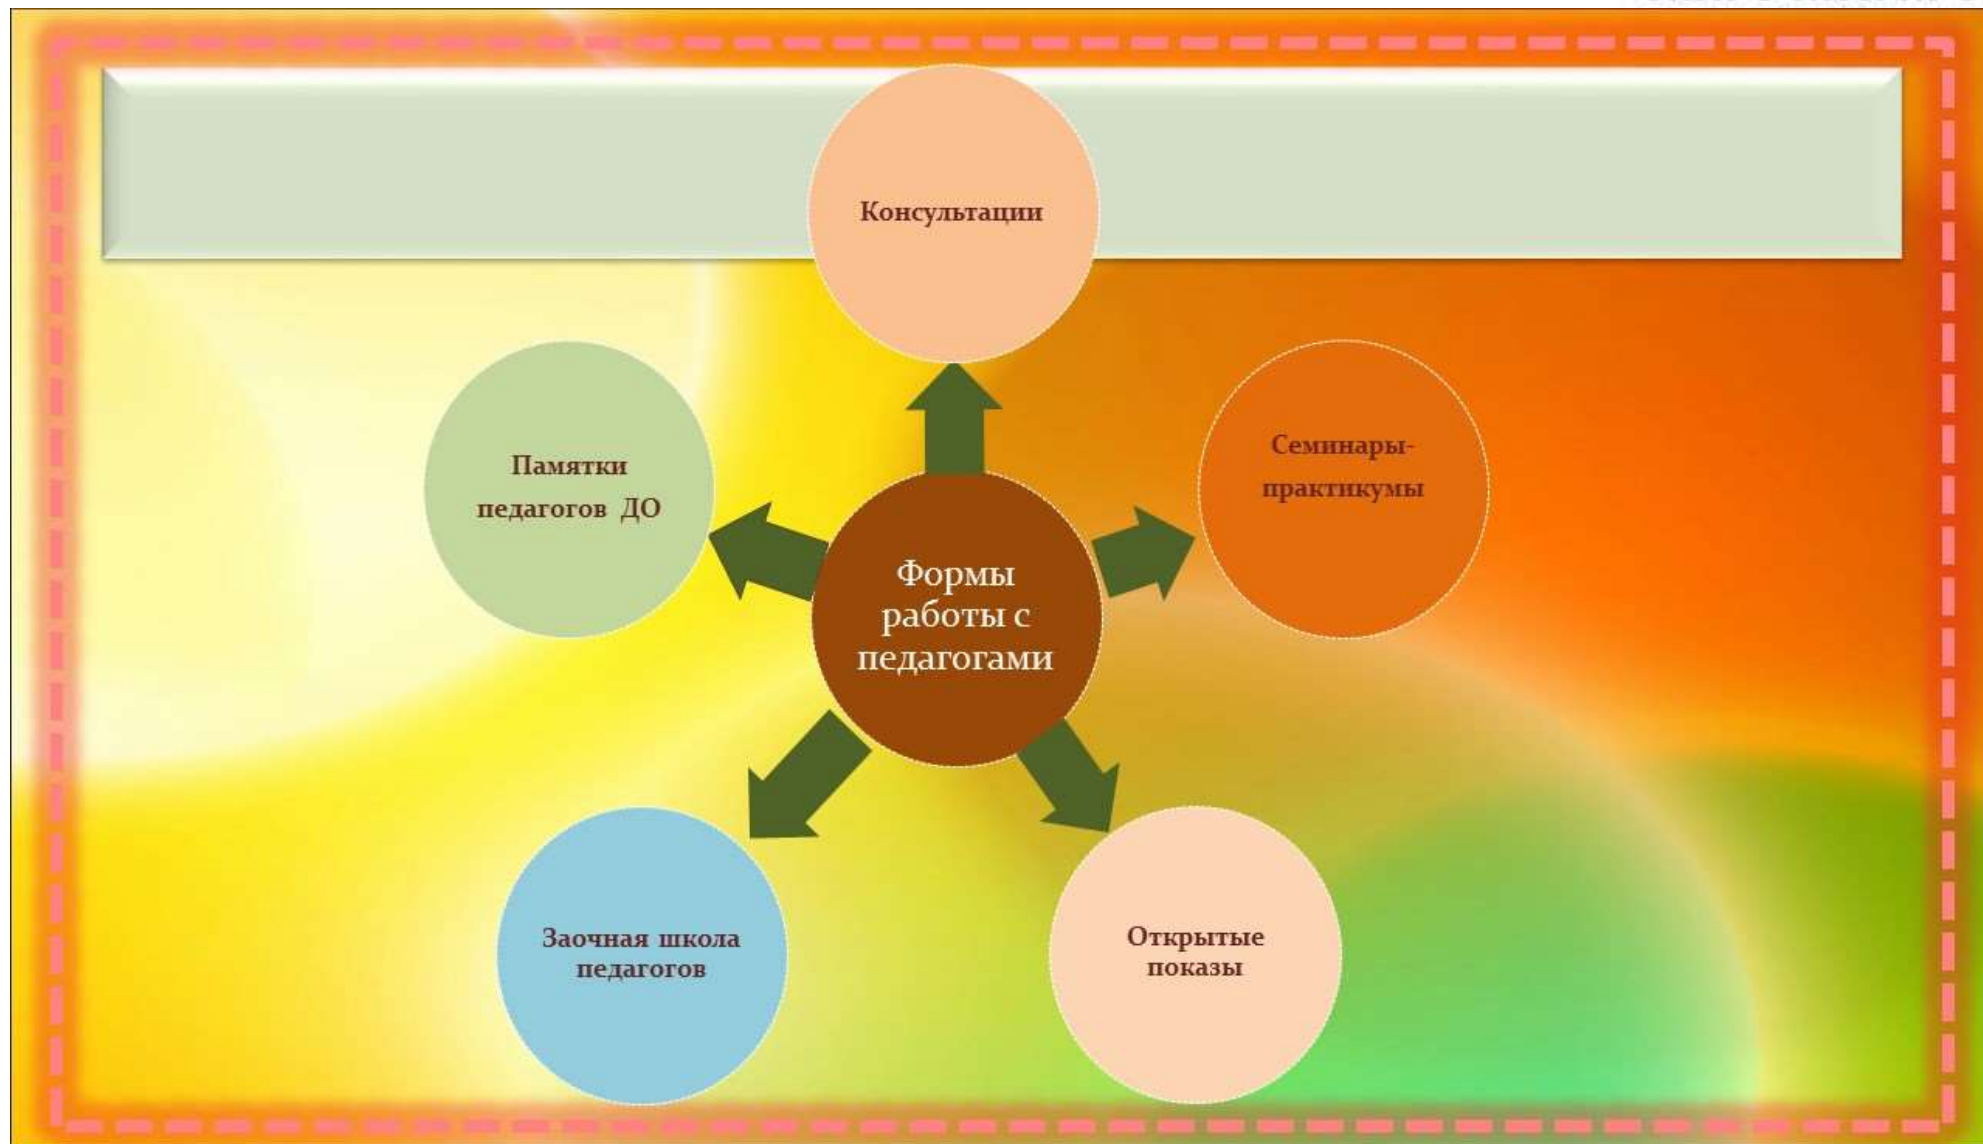 Консультации
Семинары-
практикумы
Памятки
педагогов ДО
Формы
работы с
педагогами
Заочная школа
педагогов
Открытые
показы